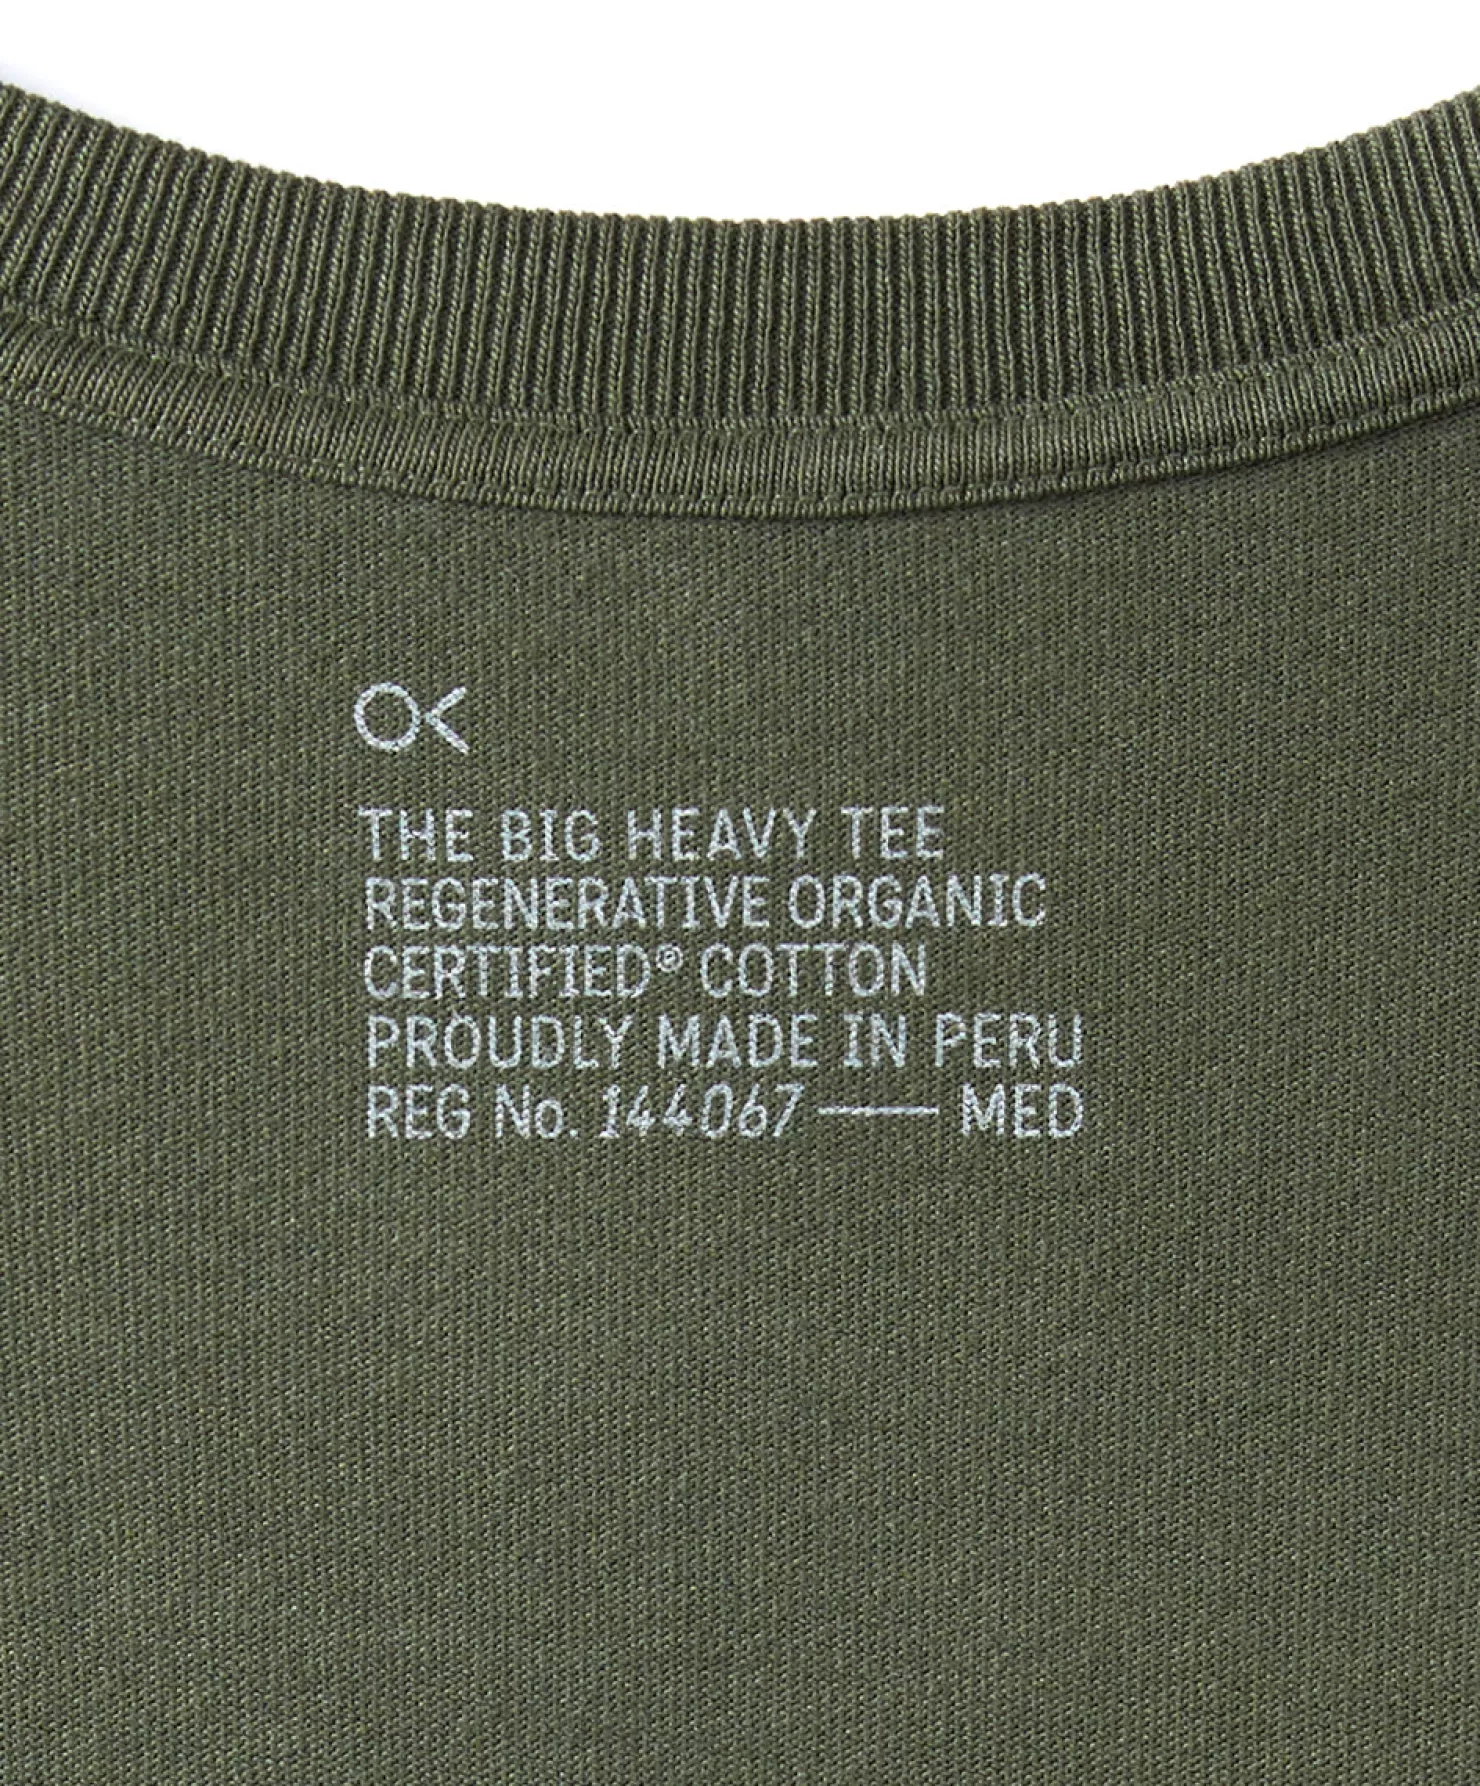 THE BIG HEAVY TEE
REGENERATIVE ORGANIC
CERTIFIED® COTTON
PROUDLY MADE IN PERU
REG No. 144067 —— MED